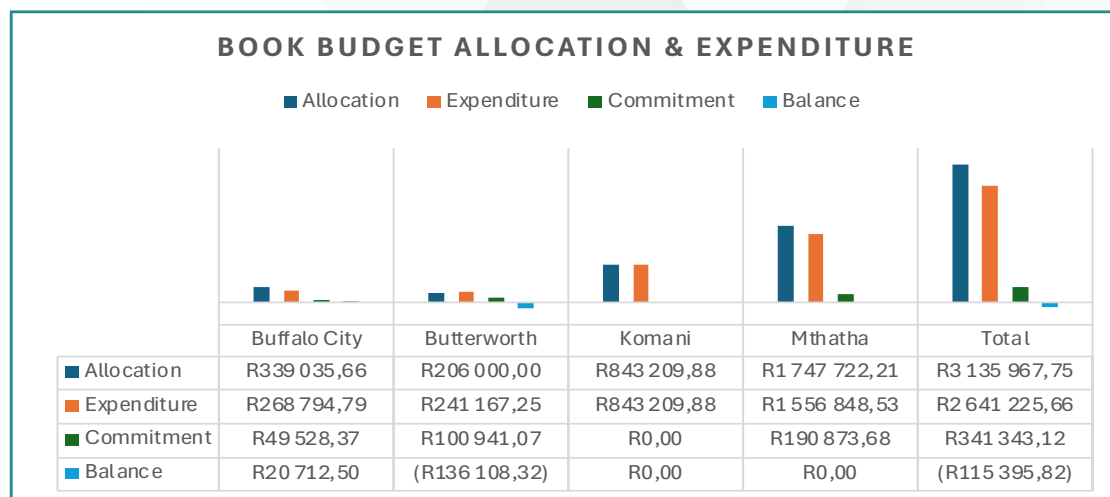 BOOK BUDGET ALLOCATION & EXPENDITURE
Allocation Expenditure Commitment Balance
Buffalo City Butterworth Komani Mthatha Total
Allocation R339 035,66 R206 000,00 R843 209,88 R1 747 722,21 R3 135 967,75
Expenditure R268 794,79 R241 167,25 R843 209,88 R1 556 848,53 R2 641 225,66
Commitment R49 528,37 R100 941,07 R0,00 R190 873,68 R341 343,12
Balance R20 712,50 (R136 108,32) R0,00 R0,00 (R115 395,82)